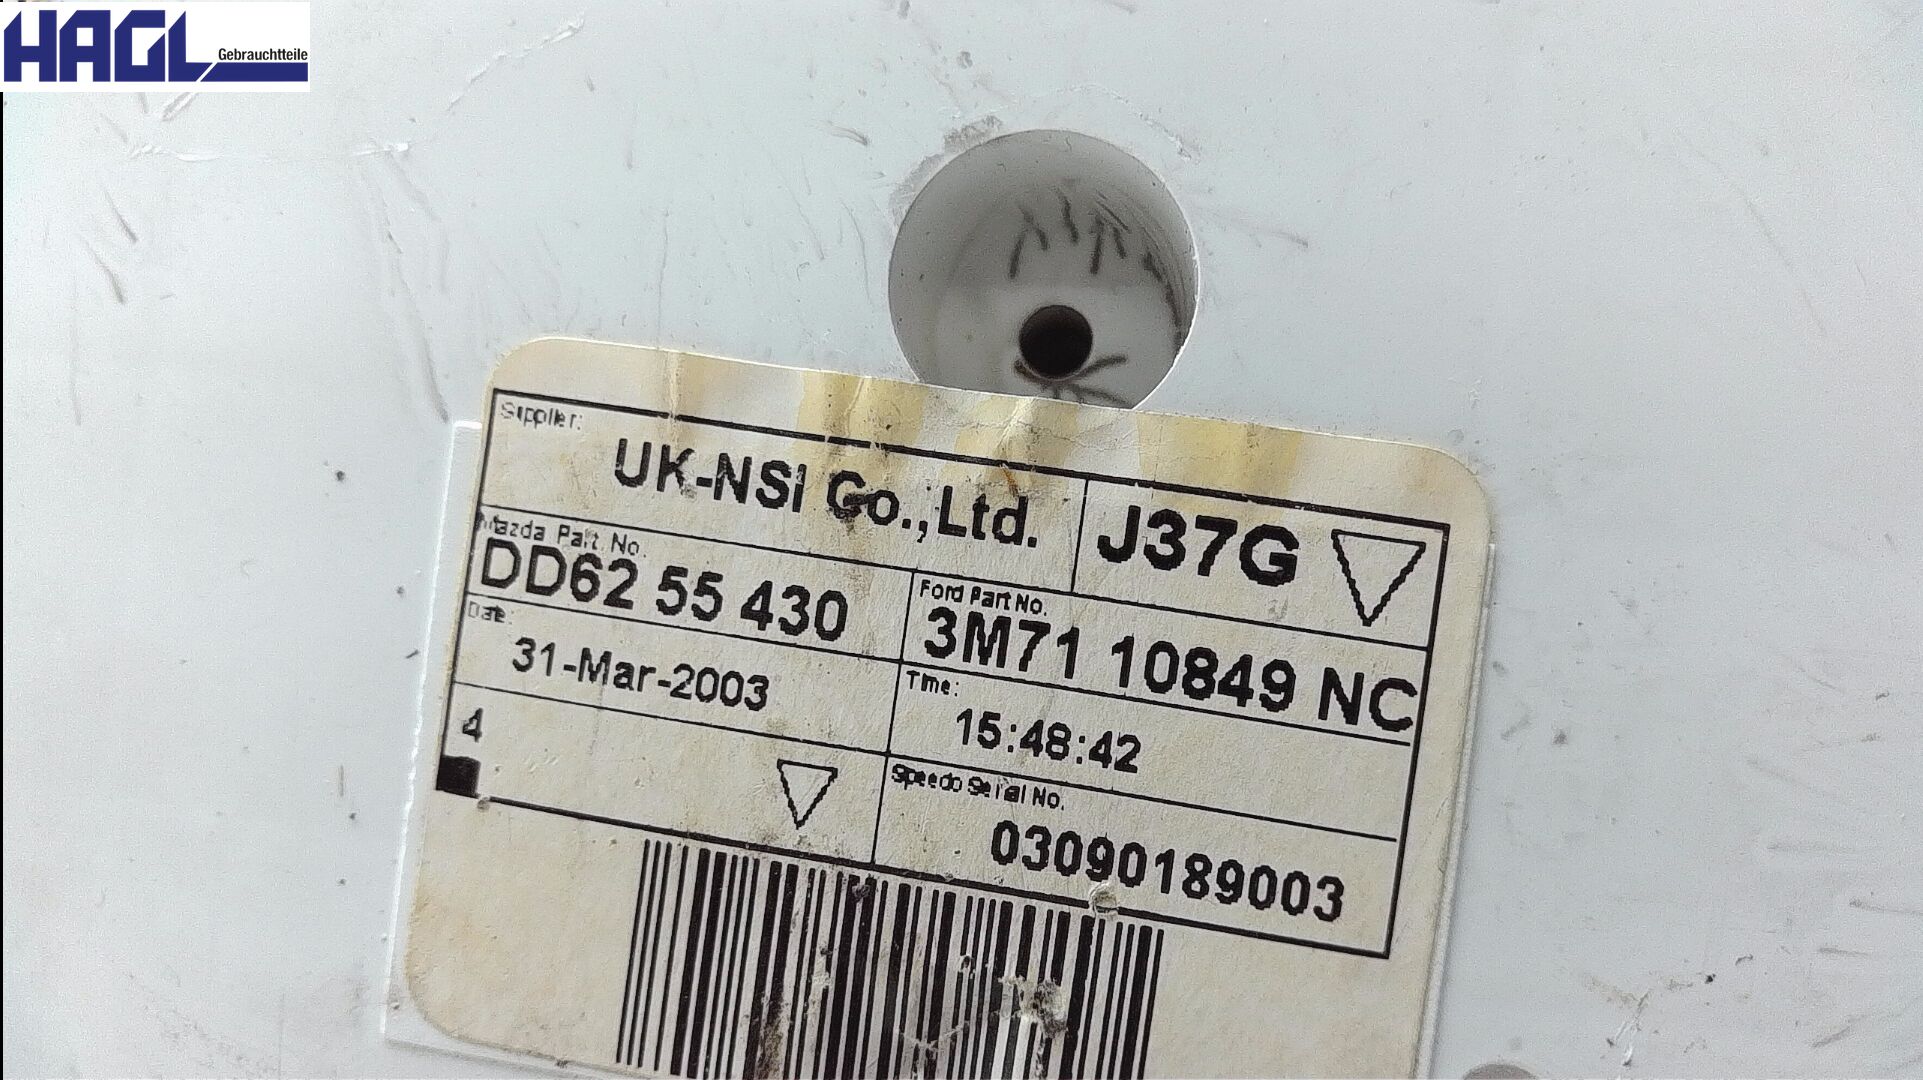 HAGL
Gebrauchtteile
Supplier:
UK-NSI Co.,Ltd.
J37G
Mazda Part No.
DD62 55 430
Ford Part No.
3M71 10849 NC
Date:
31-Mar-2003
Time:
15:48:42
4
Speedo Serial No.
03090189003